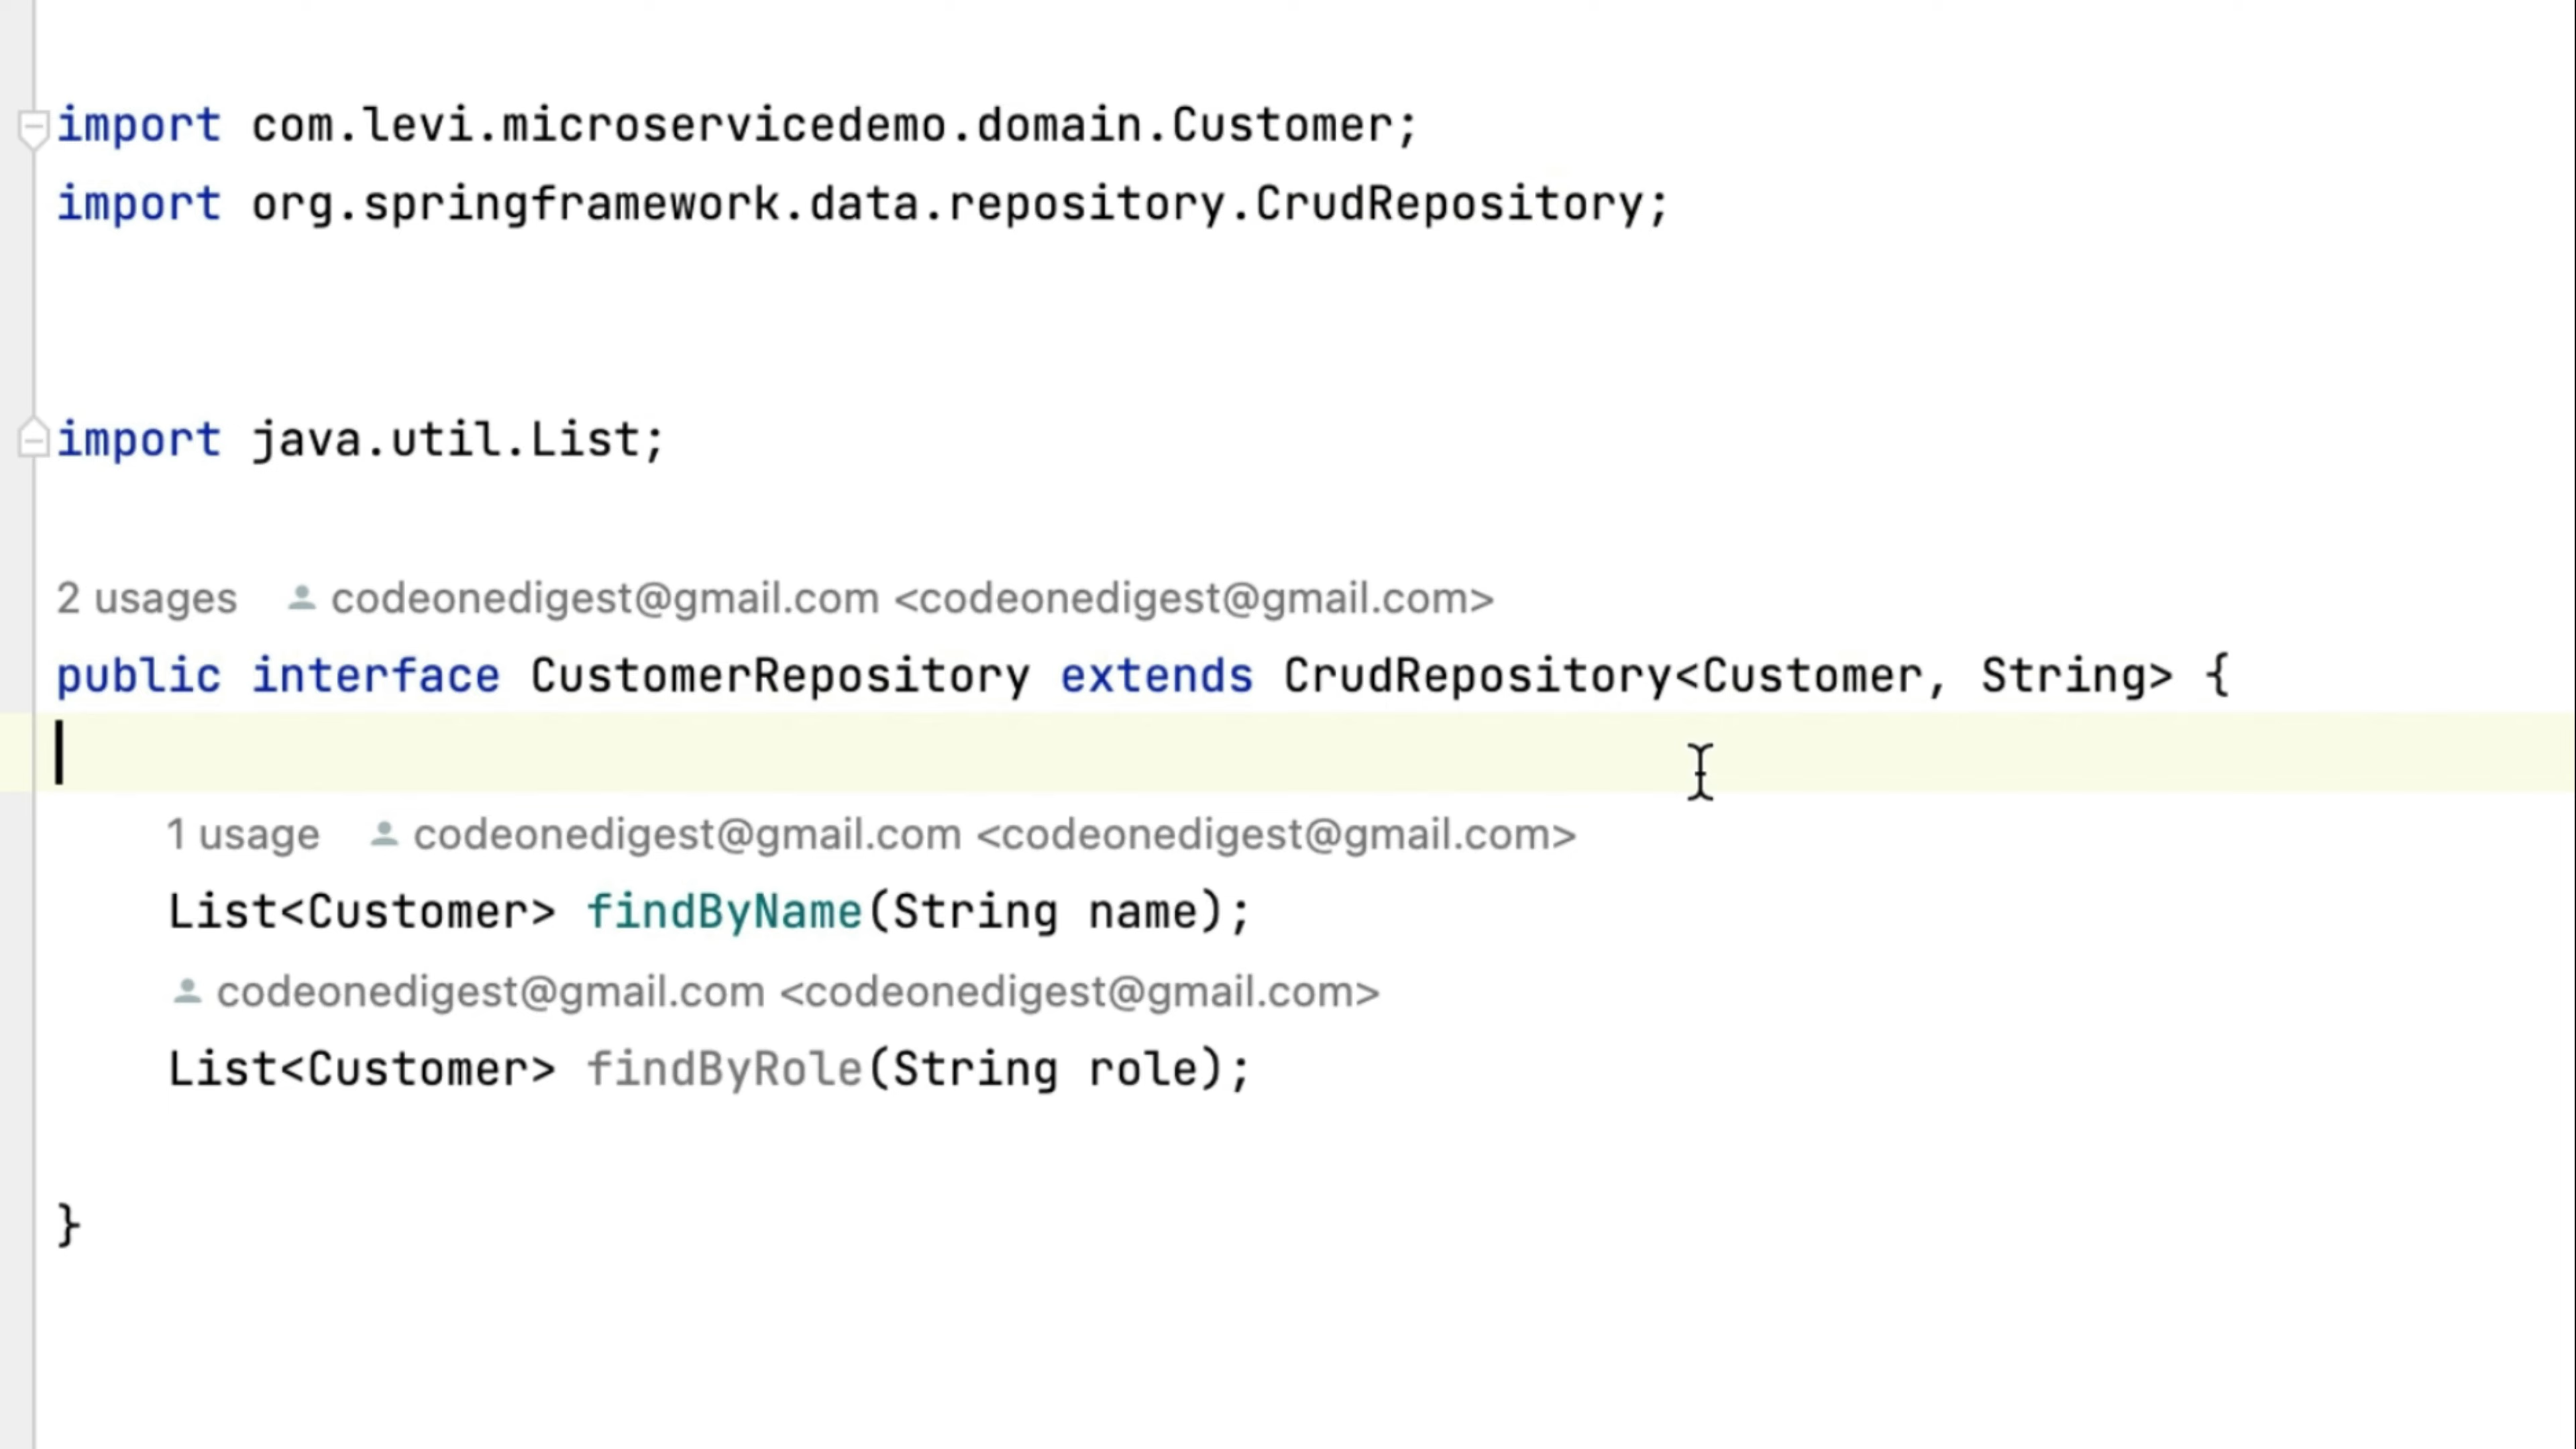 import com.levi.microservicedemo.domain.Customer;
import org.springframework.data.repository.CrudRepository;
import java.util.List;
2 usages codeonedigest@gmail.com <codeonedigest@gmail.com>
public interface CustomerRepository extends CrudRepository<Customer, String> {
1 usage codeonedigest@gmail.com <codeonedigest@gmail.com>
List<Customer> findByName(String name);
codeonedigest@gmail.com <codeonedigest@gmail.com>
List<Customer> findByRole(String role);
}